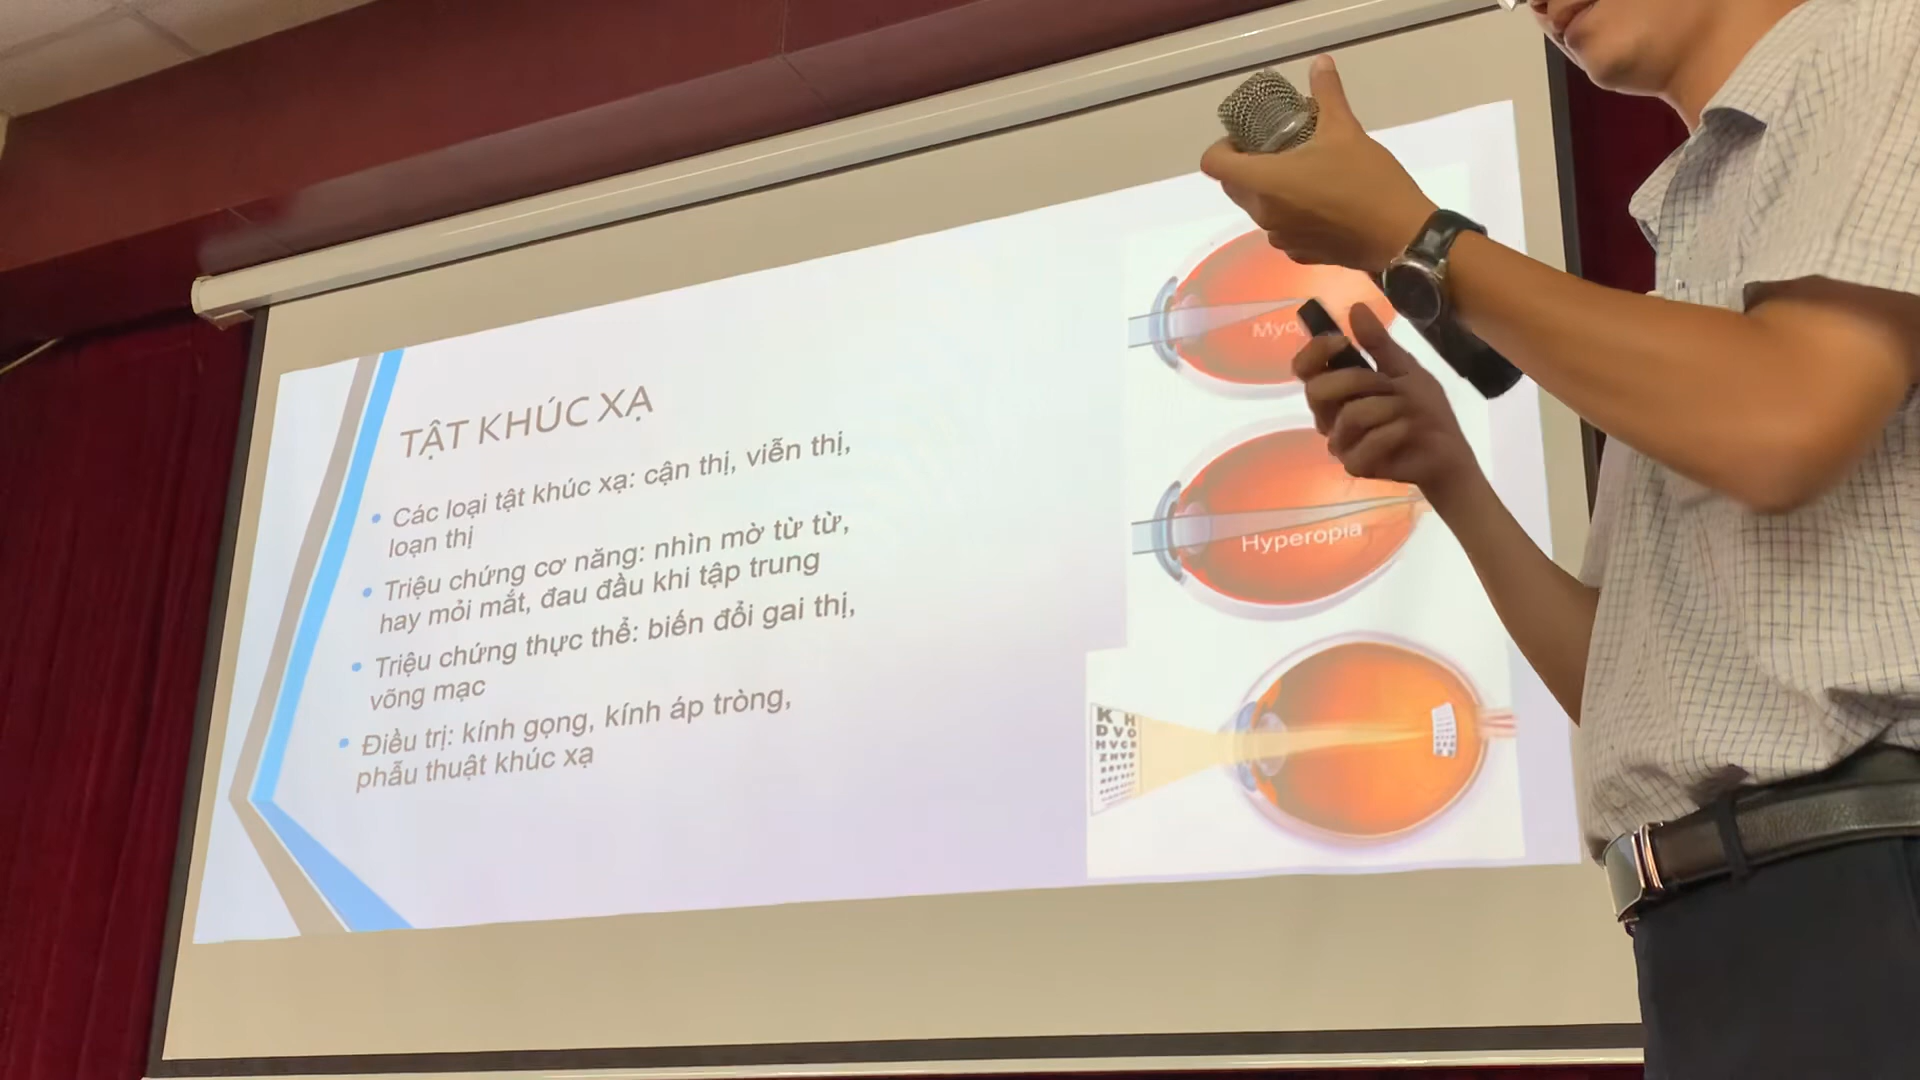 TẬT KHÚC XẠ
Các loại tật khúc xạ: cận thị, viễn thị,
loạn thị
Triệu chứng cơ năng: nhìn mờ từ từ,
hay mỏi mắt, đau đầu khi tập trung
Triệu chứng thực thể: biến đổi gai thị,
võng mạc
Điều trị: kính gọng, kính áp tròng,
phẫu thuật khúc xạ
Hyperopia
K H
D V O